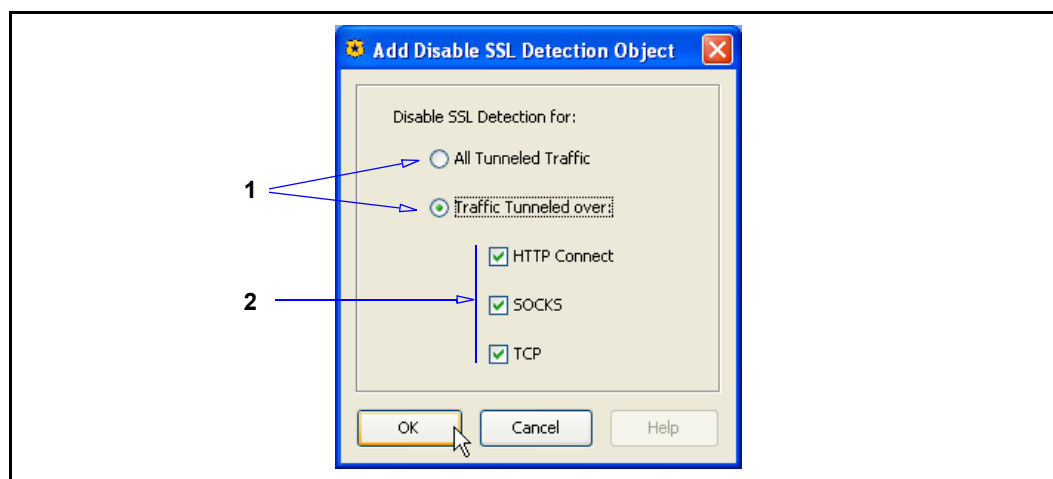 Add Disable SSL Detection Object
Disable SSL Detection for:
All Tunneled Traffic
1
Traffic Tunneled over:
HTTP Connect
2
SOCKS
TCP
OK
Cancel
Help